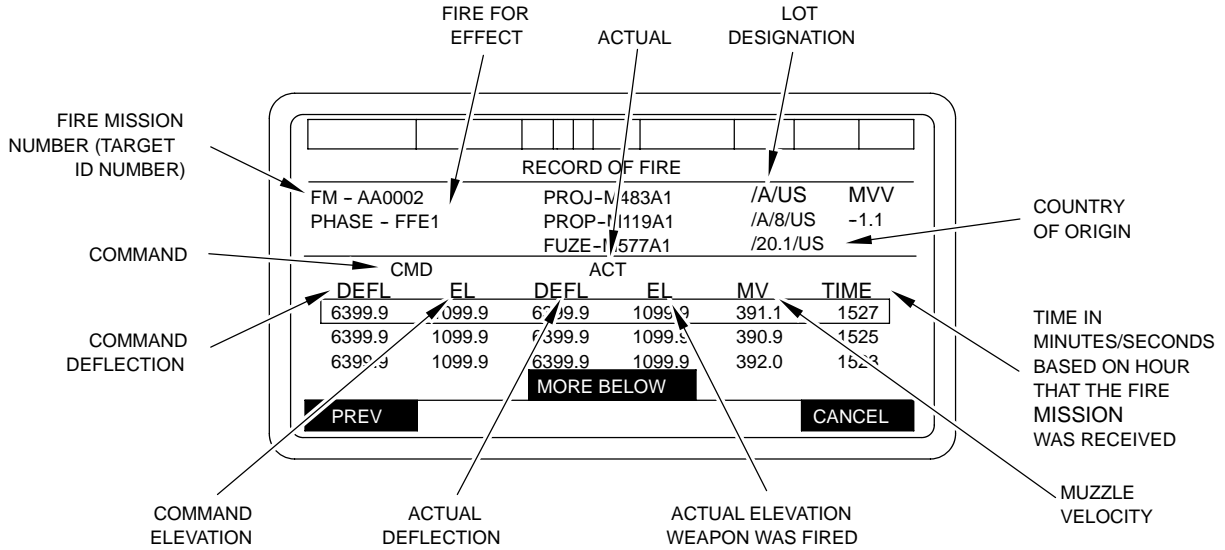 FIRE FOR EFFECT
ACTUAL
LOT DESIGNATION
FIRE MISSION
NUMBER (TARGET
ID NUMBER)
RECORD OF FIRE
FM - AA0002 PROJ-M483A1 /A/US MVV
PHASE - FFE1 PROP-M119A1 /A/8/US -1.1
FUZE-M577A1 /20.1/US
COUNTRY
OF ORIGIN
COMMAND
CMD ACT
DEFL EL DEFL EL MV TIME
6399.9 1099.9 6399.9 1099.9 391.1 1527
6399.9 1099.9 6399.9 1099.9 390.9 1525
6399.9 1099.9 6399.9 1099.9 392.0 1523
COMMAND
DEFLECTION
TIME IN
MINUTES/SECONDS
BASED ON HOUR
THAT THE FIRE
MISSION
WAS RECEIVED
MORE BELOW
PREV CANCEL
COMMAND
ELEVATION
ACTUAL
DEFLECTION
ACTUAL ELEVATION
WEAPON WAS FIRED
MUZZLE
VELOCITY